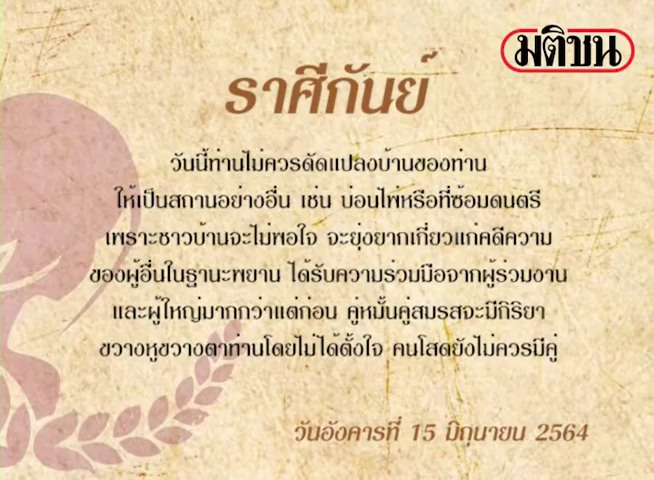 มติชน
ราศีกันย์
วันนี้ท่านไม่ควรดัดแปลงบ้านของท่าน
ให้เป็นสถานอย่างอื่น เช่น บ่อนไพ่หรือที่ซ้อมดนตรี
เพราะชาวบ้านจะไม่พอใจ จะยุ่งยากเกี่ยวแก่คดีความ
ของผู้อื่นในฐานะพยาน ได้รับความร่วมมือจากผู้ร่วมงาน
และผู้ใหญ่มากกว่าแต่ก่อน คู่หมั้นคู่สมรสจะมีกิริยา
ขวางหูขวางตาท่านโดยไม่ได้ตั้งใจ คนโสดยังไม่ควรมีคู่
วันอังคารที่ 15 มิถุนายน 2564